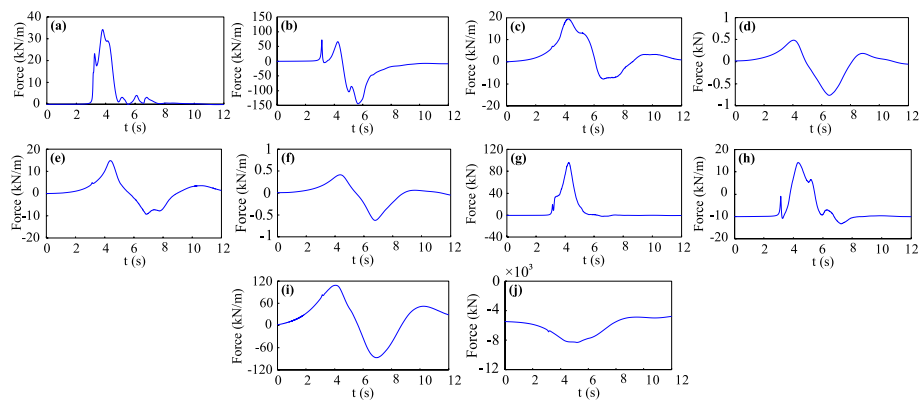 (a)
Force (kN/m)
40
30
20
10
0
0 2 4 6 8 10 12
t (s)
(b)
Force (kN/m)
150
100
50
0
-50
-100
-150
0 2 4 6 8 10 12
t (s)
(c)
Force (kN/m)
20
10
0
-10
-20
0 2 4 6 8 10 12
t (s)
(d)
Force (kN/m)
1
0.5
0
-0.5
-1
0 2 4 6 8 10 12
t (s)
(e)
Force (kN/m)
20
10
0
-10
-20
0 2 4 6 8 10 12
t (s)
(f)
Force (kN/m)
1
0.5
0
-0.5
1
0 2 4 6 8 10 12
t (s)
(g)
Force (kN/m)
120
80
40
0
-40
0 2 4 6 8 10 12
t (s)
(h)
Force (kN/m)
20
10
0
-10
-20
0 2 4 6 8 10 12
t (s)
(i)
Force (kN/m)
120
60
0
-60
-120
0 2 4 6 8 10 12
t (s)
×10³
(j)
Force (kN)
0
-4
-8
-12
0 2 4 6 8 10 12
t (s)